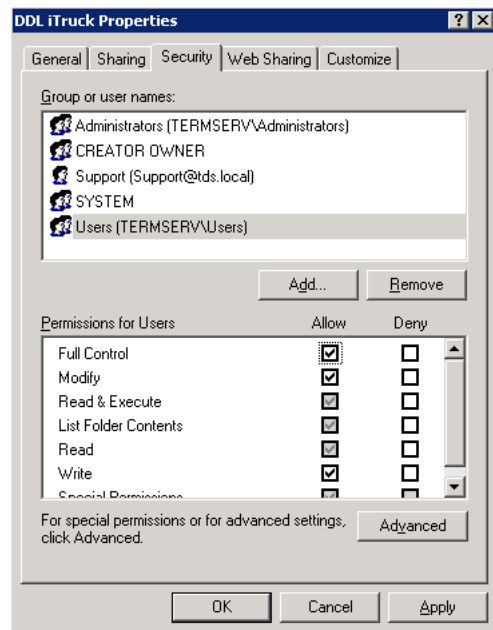 DDL iTruck Properties
General Sharing Security Web Sharing Customize
Group or user names:
Administrators (TERMSERV\Administrators)
CREATOR OWNER
Support (Support@tds.local)
SYSTEM
Users (TERMSERV\Users)
Add... Remove
Permissions for Users Allow Deny
Full Control
Modify
Read & Execute
List Folder Contents
Read
Write
Special Permissions
For special permissions or for advanced settings,
click Advanced.
Advanced
OK Cancel Apply